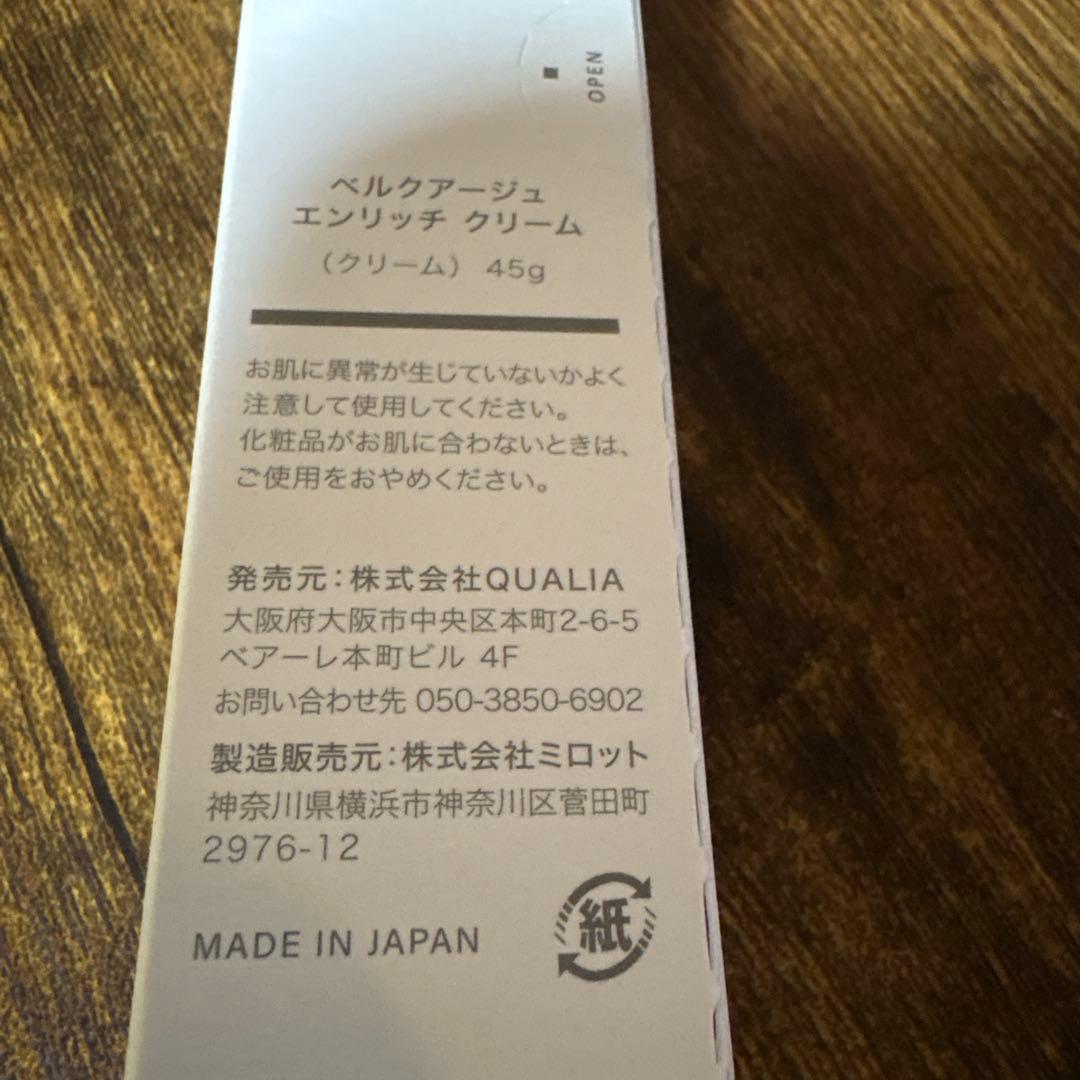 OPEN
ベルクアージュ
エンリッチ クリーム
（クリーム） 45g
お肌に異常が生じていないかよく
注意して使用してください。
化粧品がお肌に合わないときは、
ご使用をおやめください。
発売元：株式会社QUALIA
大阪府大阪市中央区本町2-6-5
ベアーレ本町ビル 4F
お問い合わせ先 050-3850-6902
製造販売元：株式会社ミロット
神奈川県横浜市神奈川区菅田町
2976-12
MADE IN JAPAN
紙